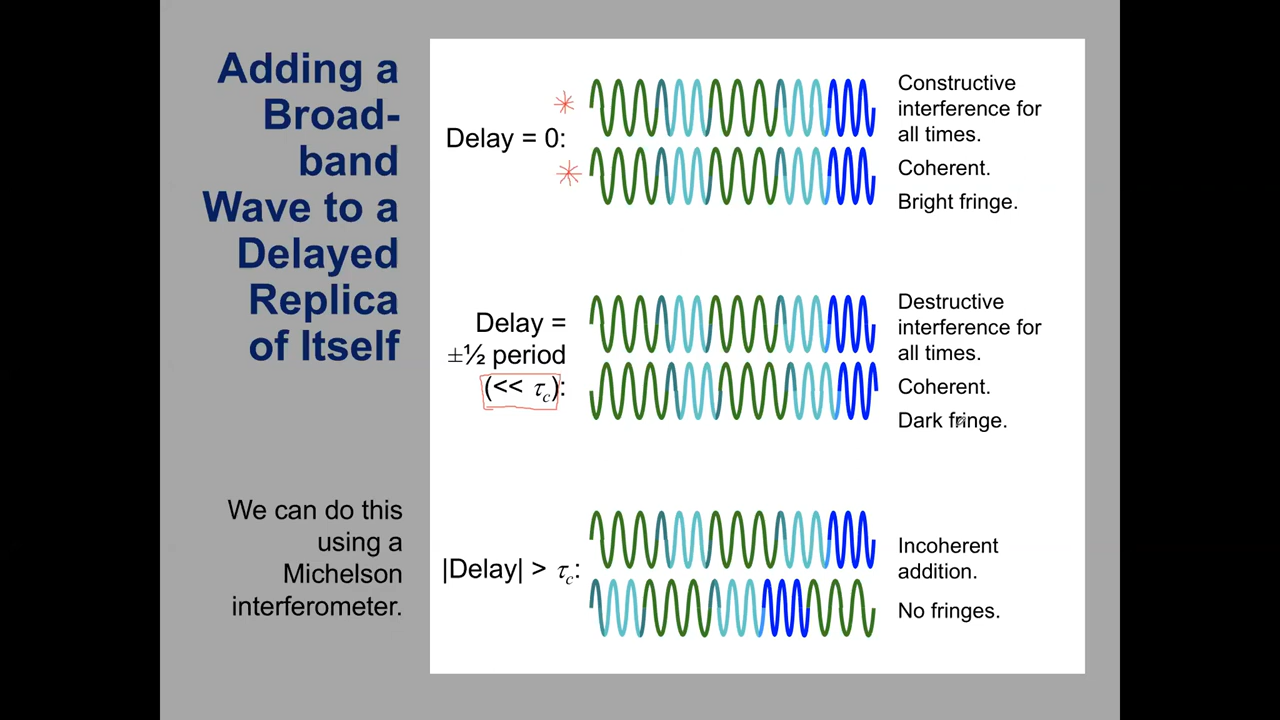 Adding a
Broad-
band
Wave to a
Delayed
Replica
of Itself
We can do this
using a
Michelson
interferometer.
Delay = 0:
Constructive
interference for
all times.
Coherent.
Bright fringe.
Delay =
±½ period
(<< τc):
Destructive
interference for
all times.
Coherent.
Dark fringe.
|Delay| > τc:
Incoherent
addition.
No fringes.